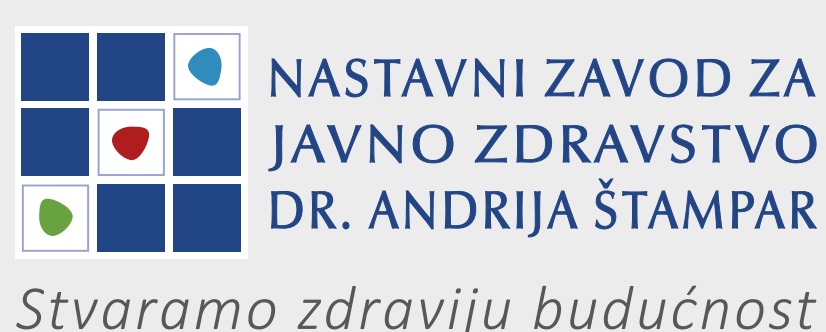 NASTAVNI ZAVOD ZA
JAVNO ZDRAVSTVO
DR. ANDRIJA ŠTAMPAR
Stvaramo zdraviju budućnost